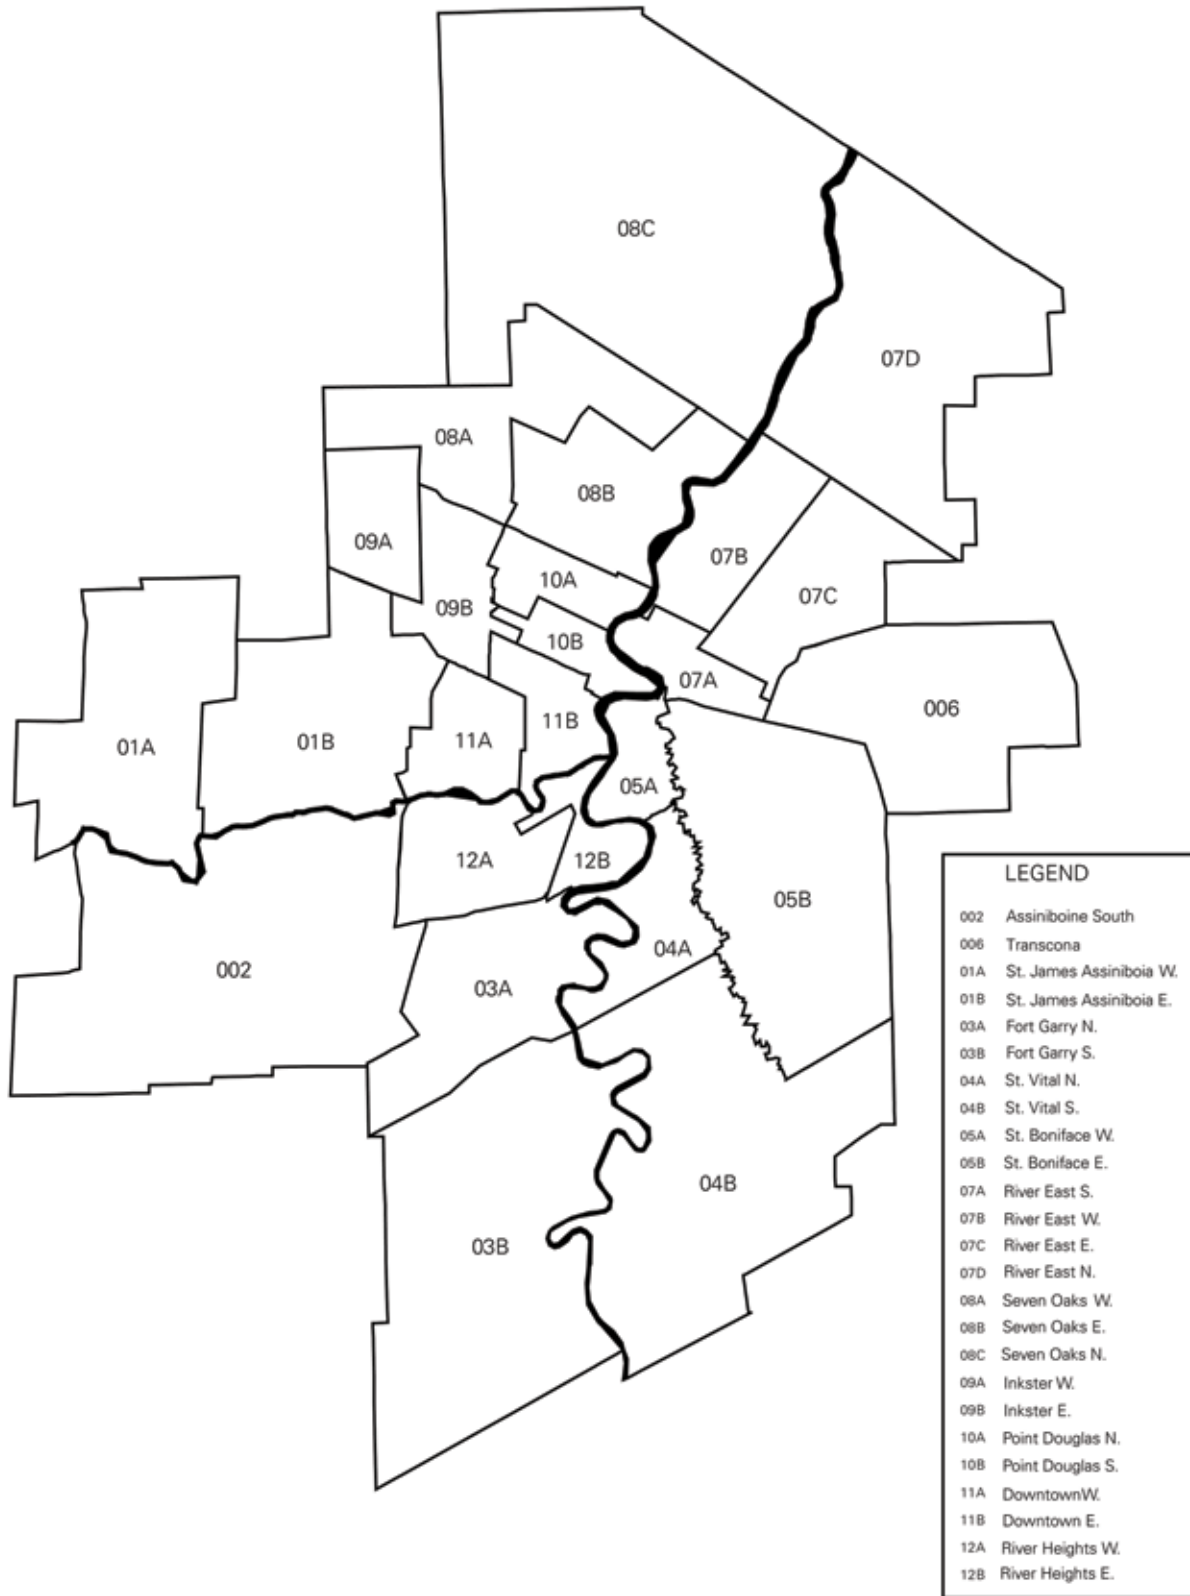 08C
07D
08A
08B
09A
07B
10A
07C
09B
10B
07A
006
11B
01A
01B
11A
05A
12A
12B
05B
04A
002
03A
04B
03B
LEGEND
002 Assiniboine South
006 Transcona
01A St. James Assiniboia W.
01B St. James Assiniboia E.
03A Fort Garry N.
03B Fort Garry S.
04A St. Vital N.
04B St. Vital S.
05A St. Boniface W.
05B St. Boniface E.
07A River East S.
07B River East W.
07C River East E.
07D River East N.
08A Seven Oaks W.
08B Seven Oaks E.
08C Seven Oaks N.
09A Inkster W.
09B Inkster E.
10A Point Douglas N.
10B Point Douglas S.
11A DowntownW.
11B Downtown E.
12A River Heights W.
12B River Heights E.